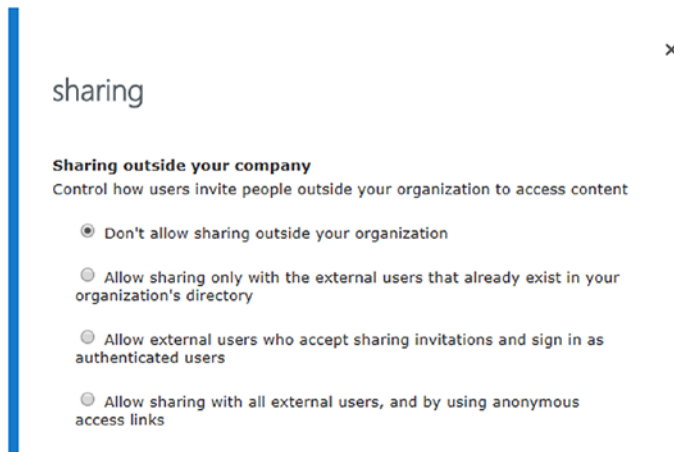 sharing
Sharing outside your company
Control how users invite people outside your organization to access content
Don't allow sharing outside your organization
Allow sharing only with the external users that already exist in your
organization's directory
Allow external users who accept sharing invitations and sign in as
authenticated users
Allow sharing with all external users, and by using anonymous
access links